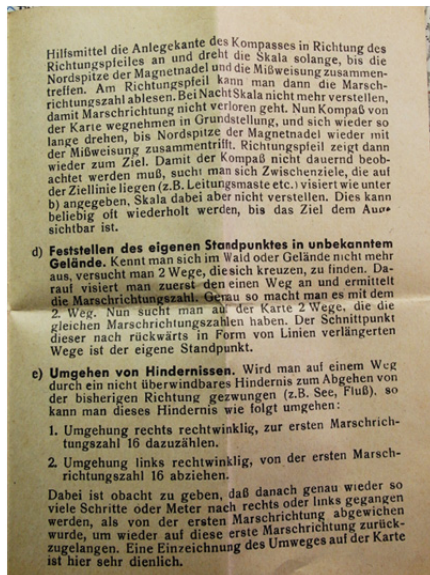 Hilfsmittel die Anlegekante des Kompasses in Richtung des
Richtungspfeiles an und dreht die Skala solange, bis die
Nordspitze der Magnetnadel und die Mißweisung zusammen-
treffen. Am Richtungspfeil kann man dann die Marsch-
richtungszahl ablesen. Bei Nacht Skala nicht mehr verstellen,
damit Marschrichtung nicht verloren geht. Nun Kompaß von
der Karte wegnehmen in Grundstellung, und sich wieder so
lange drehen, bis Nordspitze der Magnetnadel wieder mit
der Mißweisung zusammentrifft. Richtungspfeil zeigt dann
wieder zum Ziel. Damit der Kompaß nicht dauernd beob-
achtet werden muß, sucht man sich Zwischenziele, die auf
der Ziellinie liegen (z.B. Leitungsmaste etc.) visiert wie unter
b) angegeben, Skala dabei aber nicht verstellen. Dies kann
beliebig oft wiederholt werden, bis das Ziel dem Auge
sichtbar ist.
d) Feststellen des eigenen Standpunktes in unbekanntem
Gelände. Kennt man sich im Wald oder Gelände nicht mehr
aus, versucht man 2 Wege, die sich kreuzen, zu finden. Da-
rauf visiert man zuerst den einen Weg an und ermittelt
die Marschrichtungszahl. Genau so macht man es mit dem
2. Weg. Nun sucht man auf der Karte 2 Wege, die die
gleichen Marschrichtungszahlen haben. Der Schnittpunkt
dieser nach rückwärts in Form von Linien verlängerten
Wege ist der eigene Standpunkt.
e) Umgehen von Hindernissen. Wird man auf einem Weg
durch ein nicht überwindbares Hindernis zum Abgehen von
der bisherigen Richtung gezwungen (z.B. See, Fluß), so
kann man dieses Hindernis wie folgt umgehen:
1. Umgehung rechts rechtwinklig, zur ersten Marschrich-
tungszahl 16 dazuzählen.
2. Umgehung links rechtwinklig, von der ersten Marsch-
richtungszahl 16 abziehen.
Dabei ist obacht zu geben, daß danach genau wieder so
viele Schritte oder Meter nach rechts oder links gegangen
werden, als von der ersten Marschrichtung abgewichen
wurde, um wieder auf diese erste Marschrichtung zurück-
zugelangen. Eine Einzeichnung des Umweges auf der Karte
ist hier sehr dienlich.